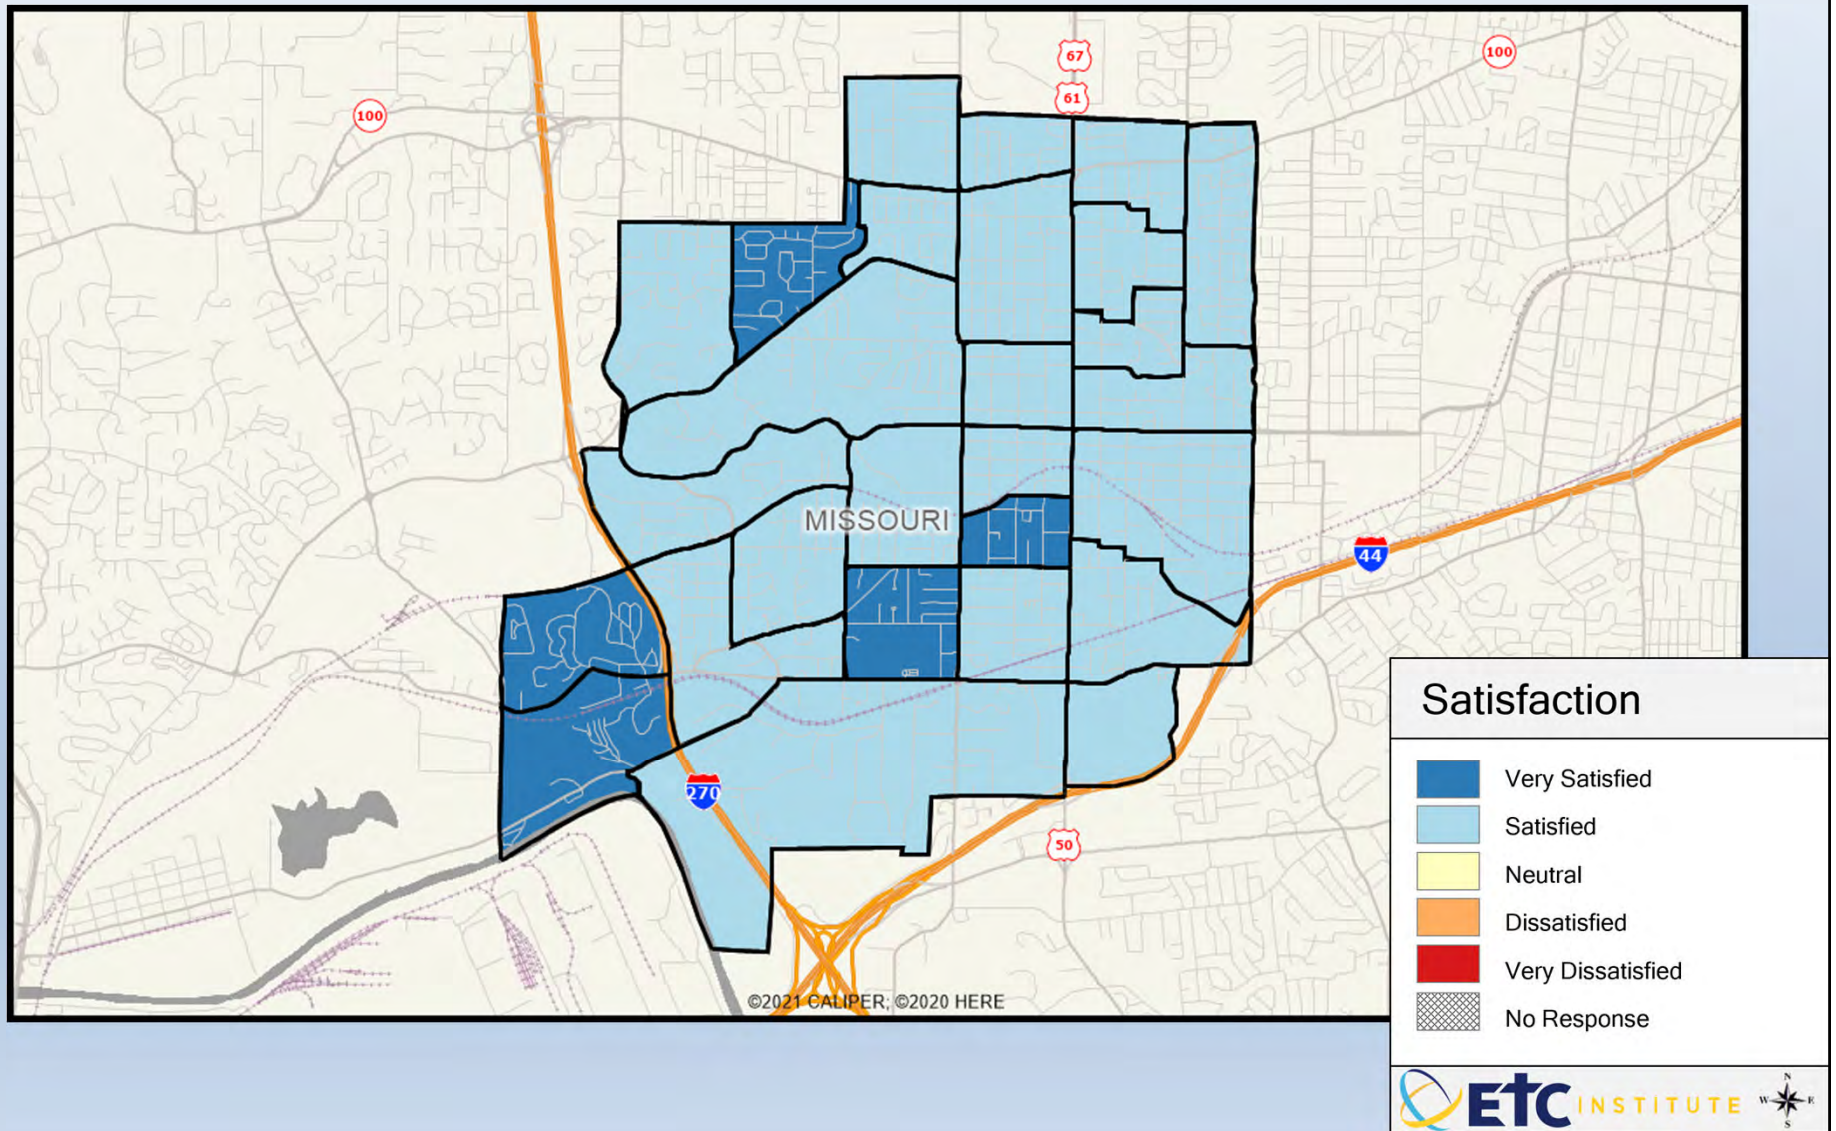 67
100
61
100
MISSOURI
44
270
50
©2021 CALIPER; ©2020 HERE
Satisfaction
Very Satisfied
Satisfied
Neutral
Dissatisfied
Very Dissatisfied
No Response
ETC INSTITUTE
N
W E
S